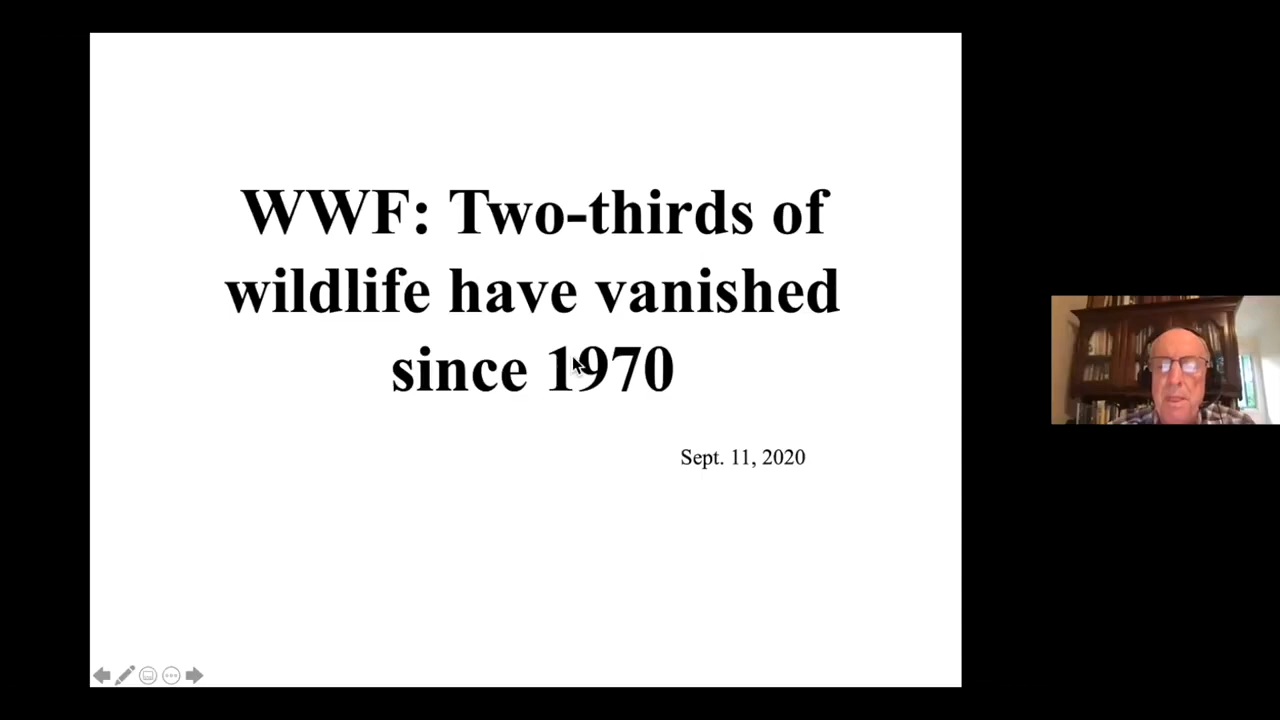 WWF: Two-thirds of
wildlife have vanished
since 1970
Sept. 11, 2020